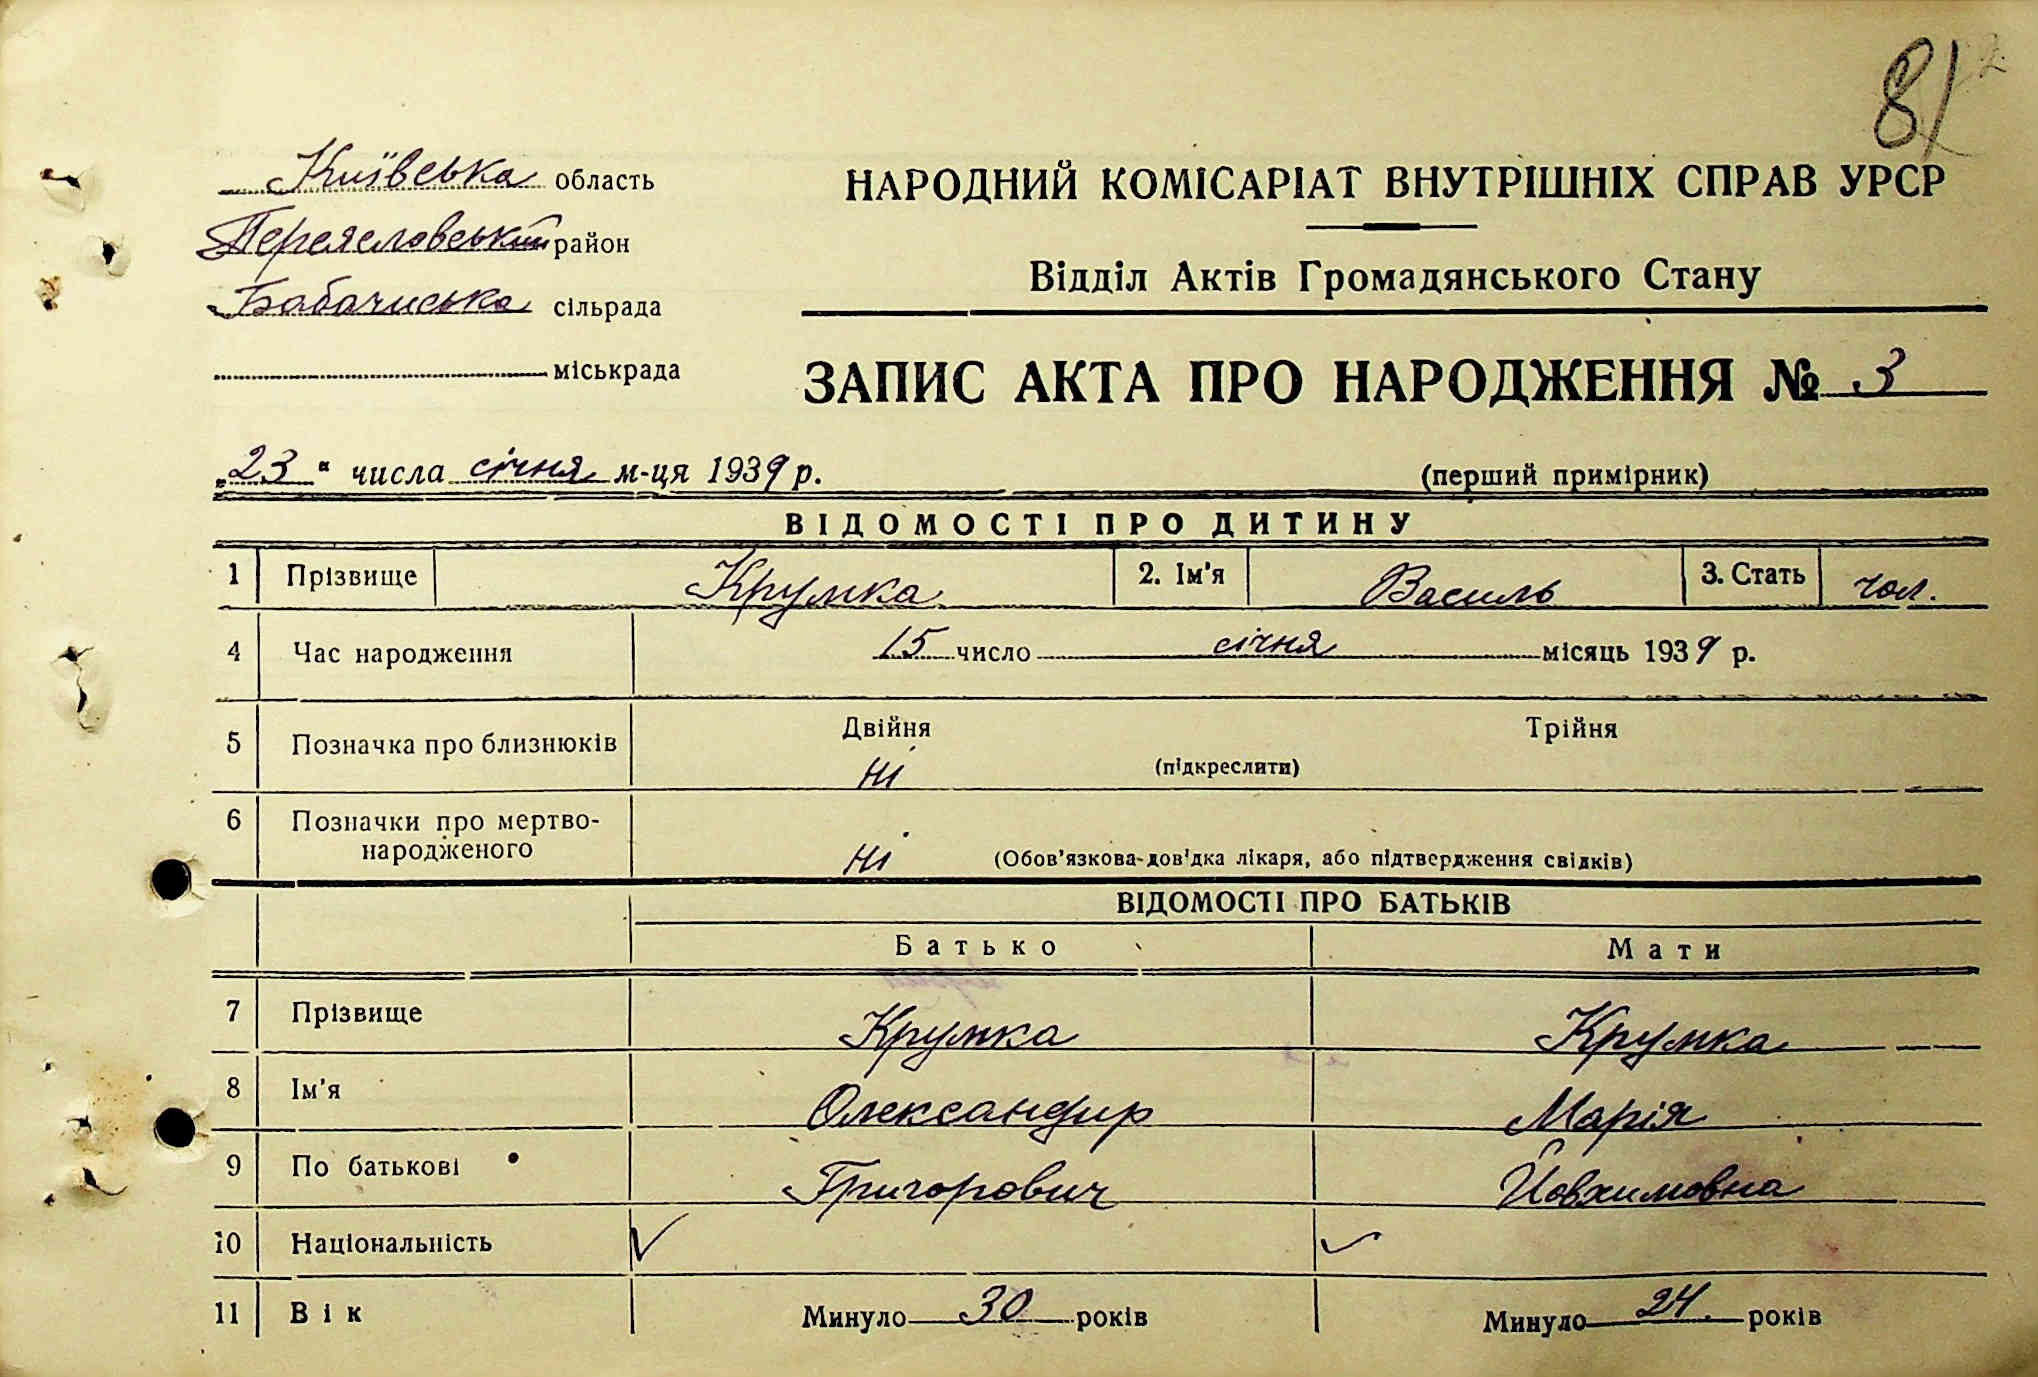 81
Київська область
Переяславський район
Бабачиська сільрада
міськрада
НАРОДНИЙ КОМІСАРІАТ ВНУТРІШНІХ СПРАВ УРСР
Відділ Актів Громадянського Стану
ЗАПИС АКТА ПРО НАРОДЖЕННЯ № 3
„23“ числа січня м-ця 1939 р.
(перший примірник)
ВІДОМОСТІ ПРО ДИТИНУ
1 Прізвище Крумка 2. Ім'я Василь 3. Стать чол.
4 Час народження 15 число січня місяць 1939 р.
5 Позначка про близнюків Двійня Трійня
ні (підкреслити)
6 Позначки про мертво-
народженого ні (Обов'язкова-дов'дка лікаря, або підтвердження свідків)
ВІДОМОСТІ ПРО БАТЬКІВ
Батько Мати
7 Прізвище Крумка Крумка
8 Ім'я Олександир Марія
9 По батькові Григорович Йовхимовна
10 Національність
11 Вік Минуло 30 років Минуло 24. років